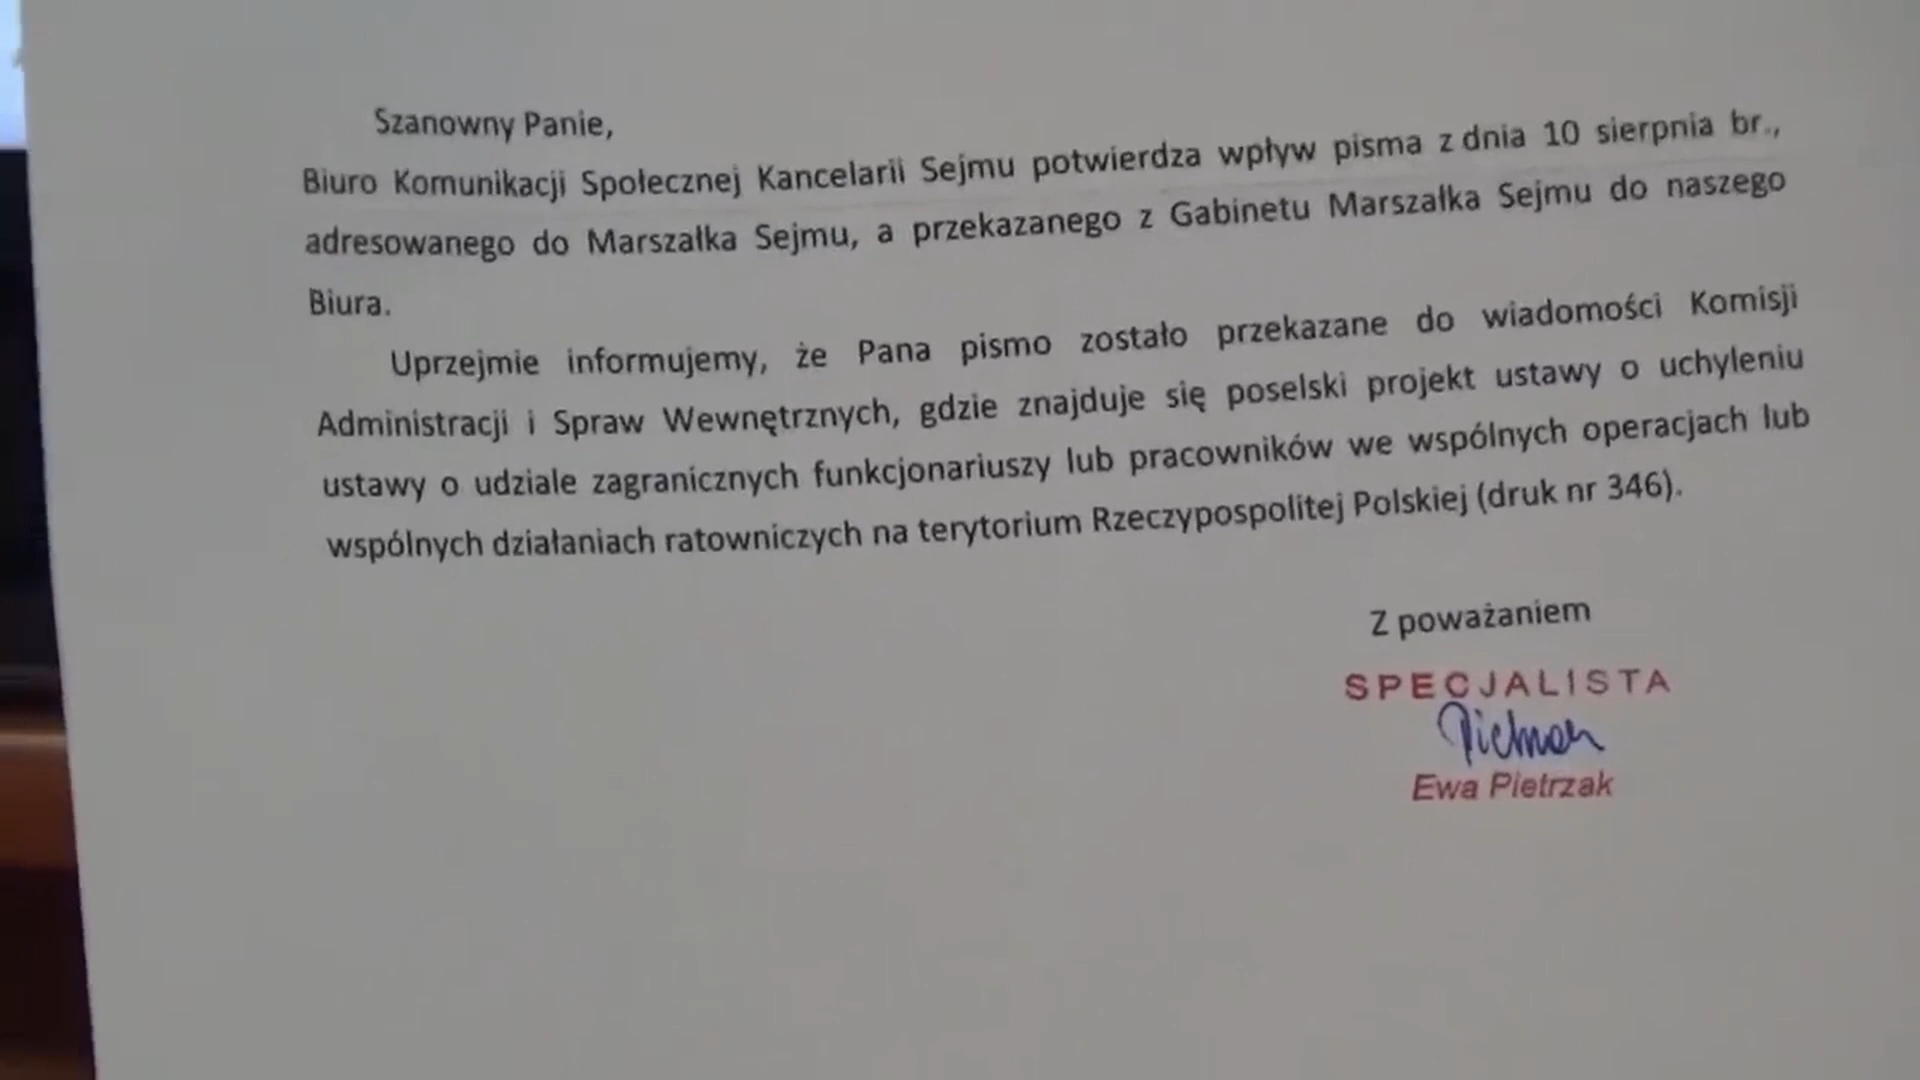 Szanowny Panie,
Biuro Komunikacji Społecznej Kancelarii Sejmu potwierdza wpływ pisma z dnia 10 sierpnia br.,
adresowanego do Marszałka Sejmu, a przekazanego z Gabinetu Marszałka Sejmu do naszego
Biura.
Uprzejmie informujemy, że Pana pismo zostało przekazane do wiadomości Komisji
Administracji i Spraw Wewnętrznych, gdzie znajduje się poselski projekt ustawy o uchyleniu
ustawy o udziale zagranicznych funkcjonariuszy lub pracowników we wspólnych operacjach lub
wspólnych działaniach ratowniczych na terytorium Rzeczypospolitej Polskiej (druk nr 346).
Z poważaniem
SPECJALISTA
Ewa Pietrzak